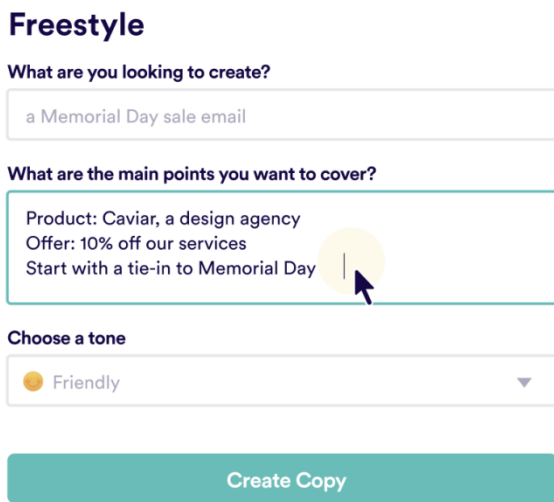 Freestyle
What are you looking to create?
a Memorial Day sale email
What are the main points you want to cover?
Product: Caviar, a design agency
Offer: 10% off our services
Start with a tie-in to Memorial Day
Choose a tone
Friendly
Create Copy